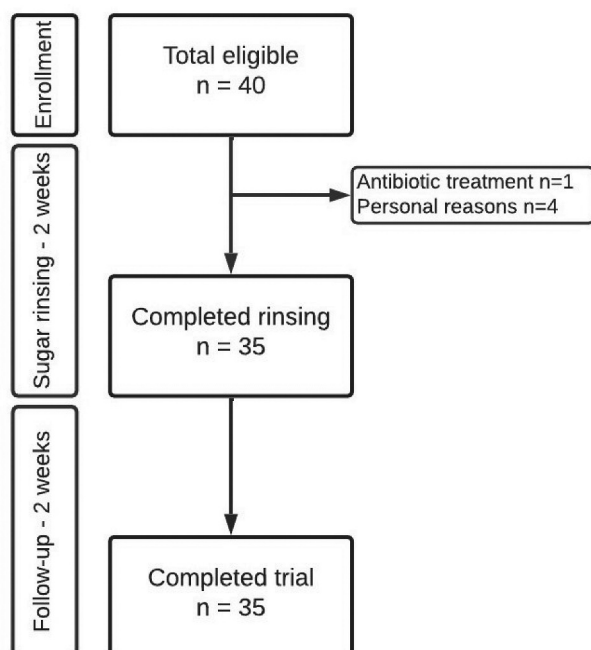 Enrollment
Total eligible
n = 40
Sugar rinsing - 2 weeks
Antibiotic treatment n=1
Personal reasons n=4
Completed rinsing
n = 35
Follow-up - 2 weeks
Completed trial
n = 35